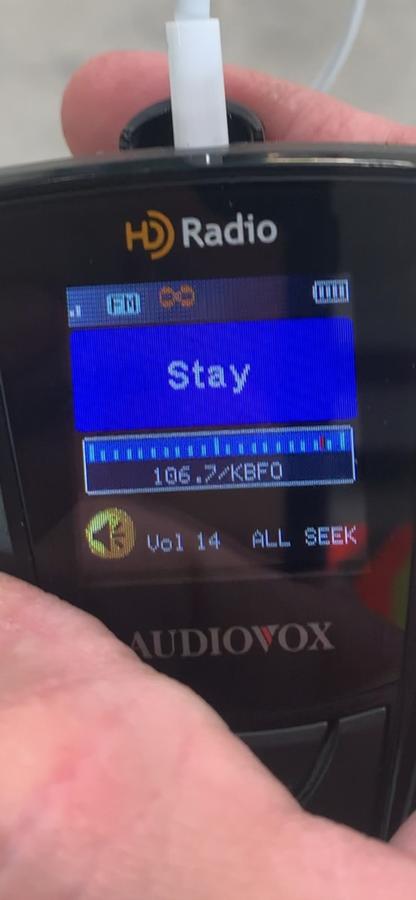 HD Radio
FM
Stay
106.7/KBFO
Vol 14 ALL SEEK
AUDIOVOX